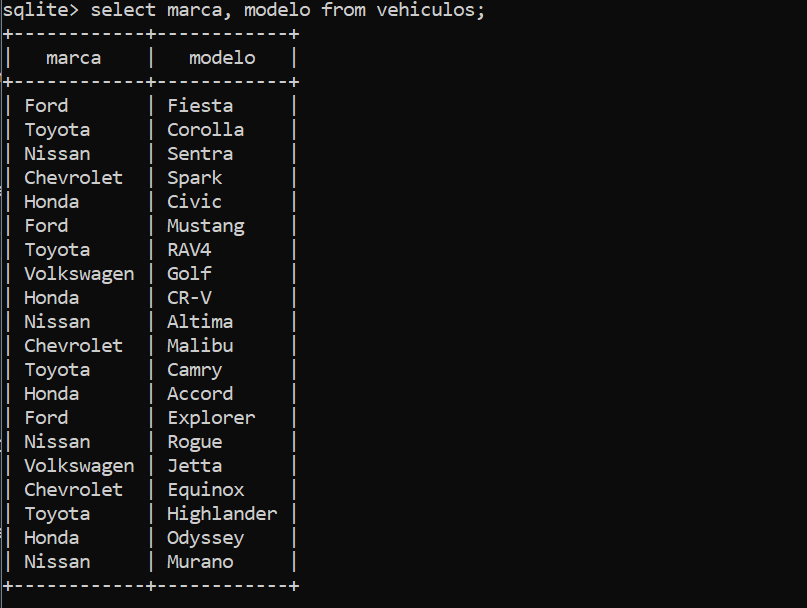 sqlite> select marca, modelo from vehiculos;
+------------+------------+
|   marca    |   modelo   |
+------------+------------+
| Ford       | Fiesta     |
| Toyota     | Corolla    |
| Nissan     | Sentra     |
| Chevrolet  | Spark      |
| Honda      | Civic      |
| Ford       | Mustang    |
| Toyota     | RAV4       |
| Volkswagen | Golf       |
| Honda      | CR-V       |
| Nissan     | Altima     |
| Chevrolet  | Malibu     |
| Toyota     | Camry      |
| Honda      | Accord     |
| Ford       | Explorer   |
| Nissan     | Rogue      |
| Volkswagen | Jetta      |
| Chevrolet  | Equinox    |
| Toyota     | Highlander |
| Honda      | Odyssey    |
| Nissan     | Murano     |
+------------+------------+